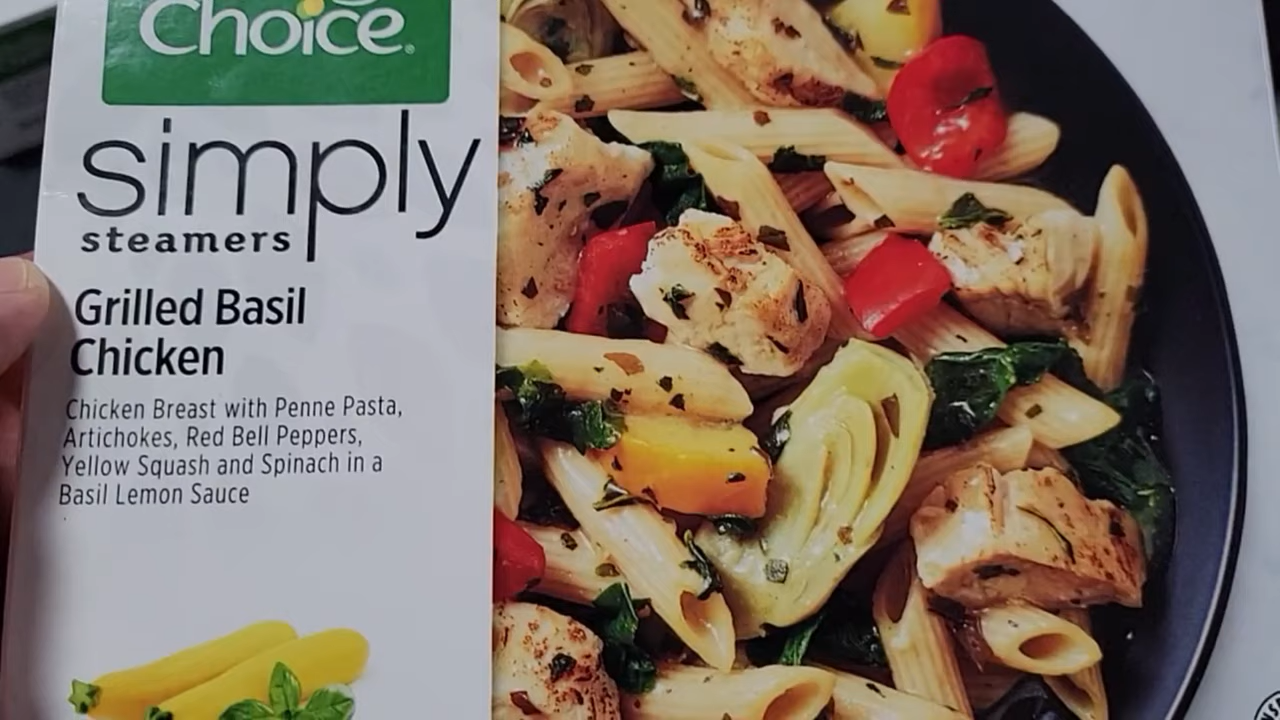 Choice®
simply
steamers
Grilled Basil
Chicken
Chicken Breast with Penne Pasta,
Artichokes, Red Bell Peppers,
Yellow Squash and Spinach in a
Basil Lemon Sauce